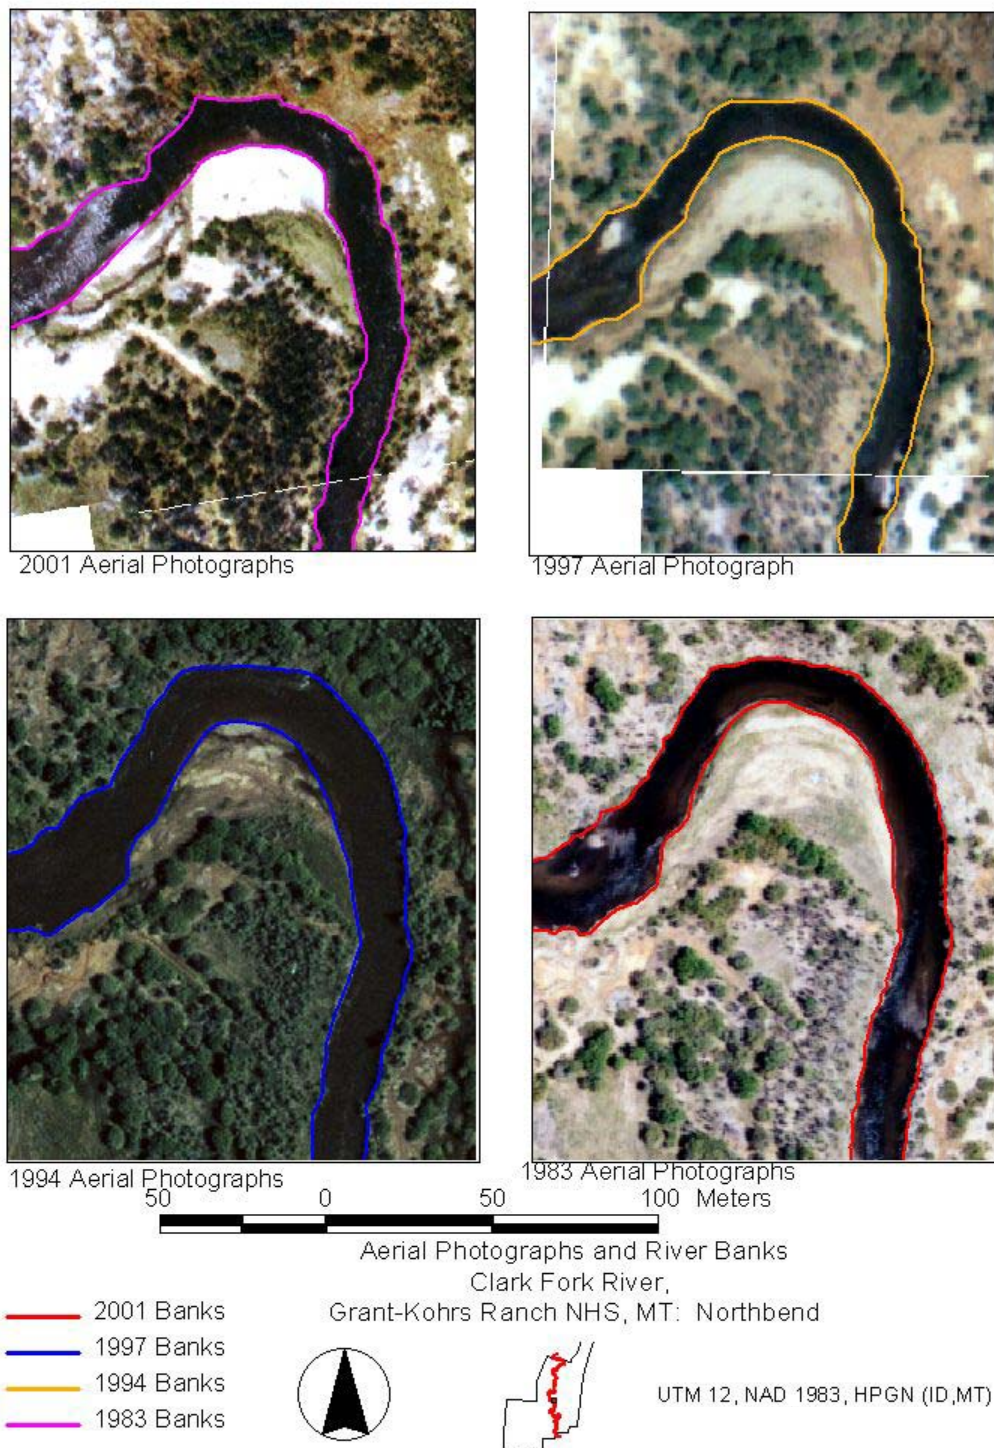 2001 Aerial Photographs
1997 Aerial Photograph
1994 Aerial Photographs
1983 Aerial Photographs
50 0 50 100 Meters
Aerial Photographs and River Banks
Clark Fork River,
Grant-Kohrs Ranch NHS, MT: Northbend
2001 Banks
1997 Banks
1994 Banks
1983 Banks
UTM 12, NAD 1983, HPGN (ID,MT)